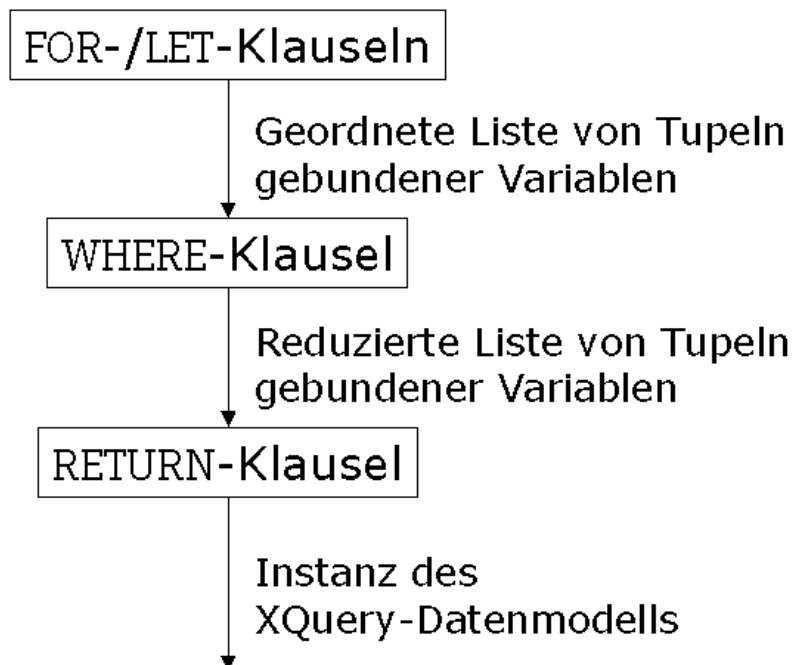 FOR-/LET-Klauseln
Geordnete Liste von Tupeln
gebundener Variablen
WHERE-Klausel
Reduzierte Liste von Tupeln
gebundener Variablen
RETURN-Klausel
Instanz des
XQuery-Datenmodells